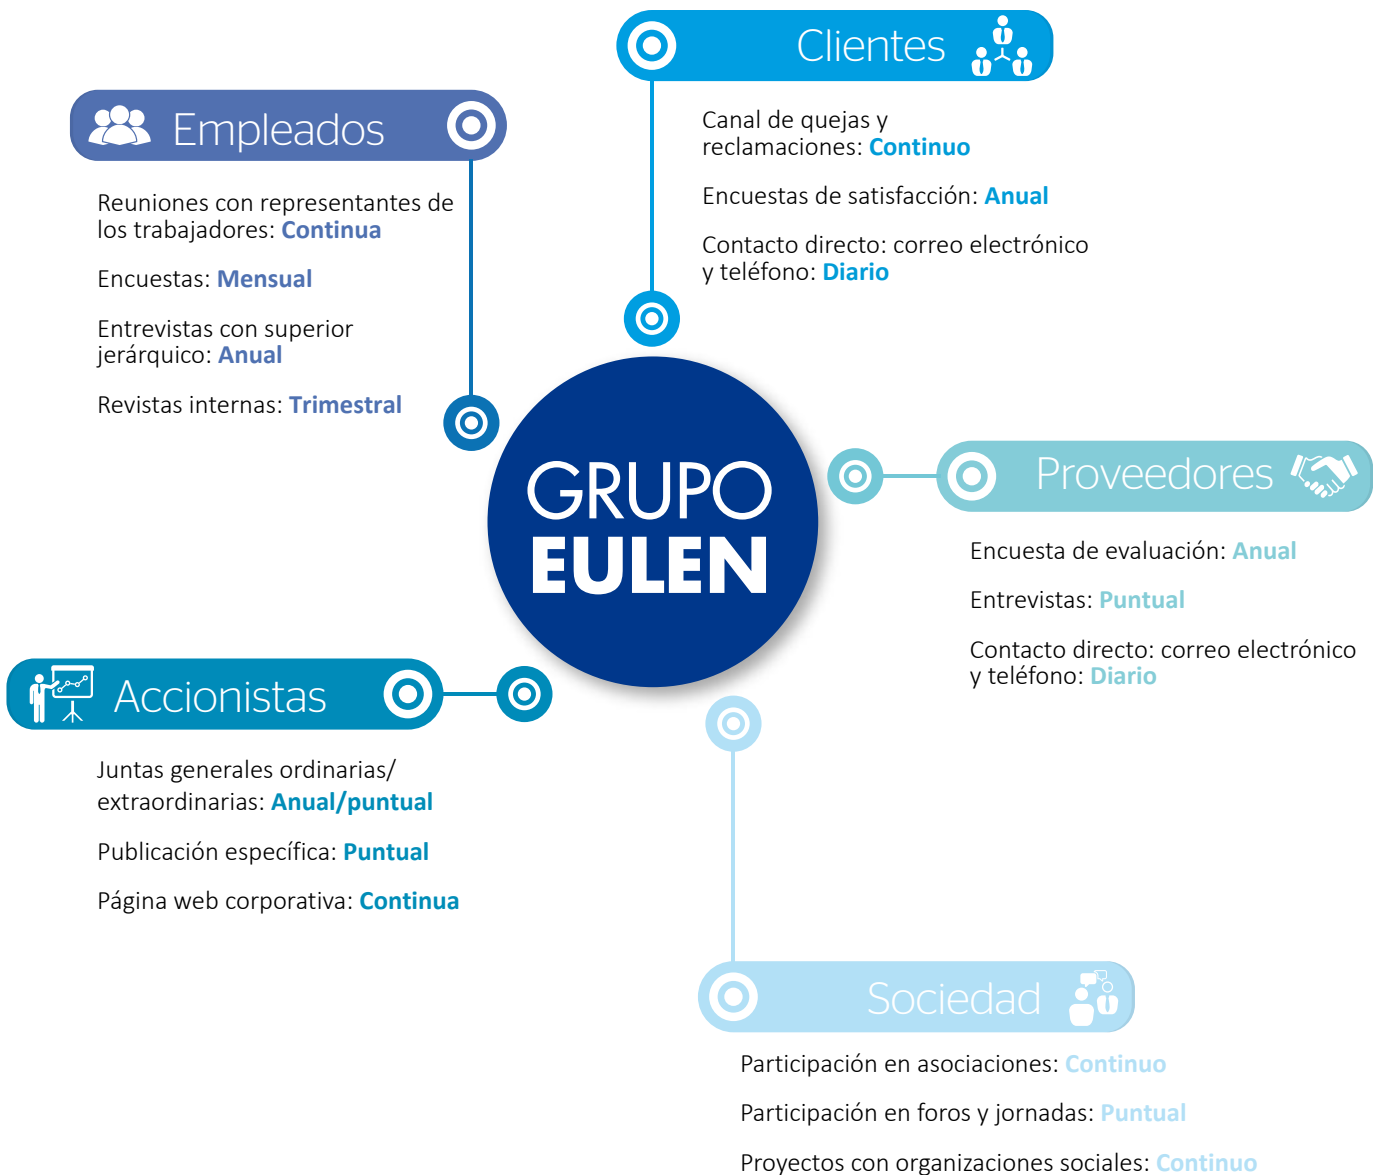 Clientes
Canal de quejas y
reclamaciones: Continuo
Encuestas de satisfacción: Anual
Contacto directo: correo electrónico
y teléfono: Diario
Empleados
Reuniones con representantes de
los trabajadores: Continua
Encuestas: Mensual
Entrevistas con superior
jerárquico: Anual
Revistas internas: Trimestral
GRUPO
EULEN
Proveedores
Encuesta de evaluación: Anual
Entrevistas: Puntual
Contacto directo: correo electrónico
y teléfono: Diario
Accionistas
Juntas generales ordinarias/
extraordinarias: Anual/puntual
Publicación específica: Puntual
Página web corporativa: Continua
Sociedad
Participación en asociaciones: Continuo
Participación en foros y jornadas: Puntual
Proyectos con organizaciones sociales: Continuo